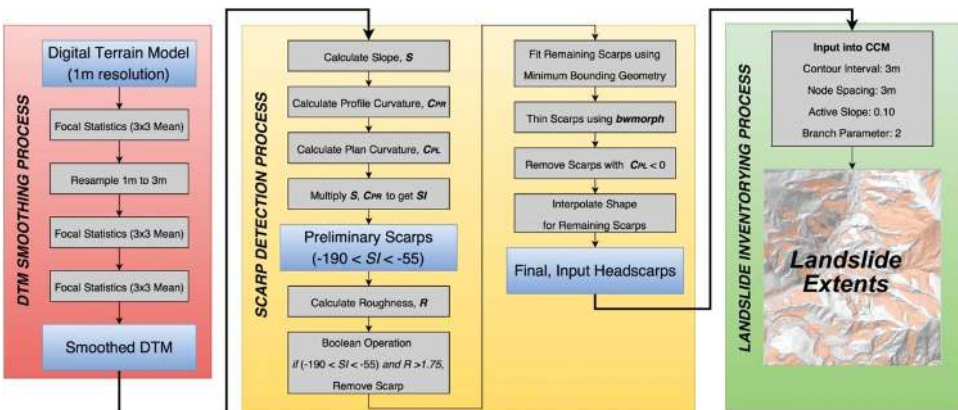 DTM SMOOTHING PROCESS
Digital Terrain Model
(1m resolution)
Focal Statistics (3x3 Mean)
Resample 1m to 3m
Focal Statistics (3x3 Mean)
Focal Statistics (3x3 Mean)
Smoothed DTM
SCARP DETECTION PROCESS
Calculate Slope, S
Calculate Profile Curvature, CPR
Calculate Plan Curvature, CPL
Multiply S, CPR to get SI
Preliminary Scarps
(-190 < SI < -55)
Calculate Roughness, R
Boolean Operation
if (-190 < SI < -55) and R >1.75,
Remove Scarp
Fit Remaining Scarps using
Minimum Bounding Geometry
Thin Scarps using bwmorph
Remove Scarps with CPL < 0
Interpolate Shape
for Remaining Scarps
Final, Input Headscarps
LANDSLIDE INVENTORYING PROCESS
Input into CCM
Contour Interval: 3m
Node Spacing: 3m
Active Slope: 0.10
Branch Parameter: 2
Landslide
Extents